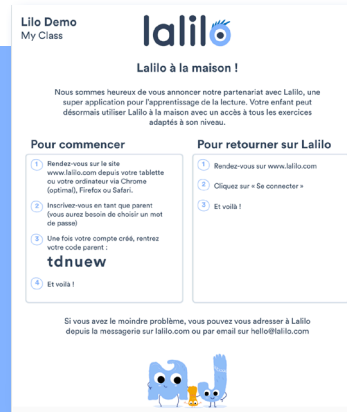 Lilo Demo
My Class
lalilo
Lalilo à la maison !
Nous sommes heureux de vous annoncer notre partenariat avec Lalilo, une
super application pour l'apprentissage de la lecture. Votre enfant peut
désormais utiliser Lalilo à la maison avec un accès à tous les exercices
adaptés à son niveau.
Pour commencer
1 Rendez-vous sur le site
www.lalilo.com depuis votre tablette
ou votre ordinateur via Chrome
(optimal), Firefox ou Safari.
2 Inscrivez-vous en tant que parent
(vous aurez besoin de choisir un mot
de passe)
3 Une fois votre compte créé, rentrez
votre code parent :
tdnuew
4 Et voilà !
Pour retourner sur Lalilo
1 Rendez-vous sur www.lalilo.com
2 Cliquez sur « Se connecter »
3 Et voilà !
Si vous avez le moindre problème, vous pouvez vous adresser à Lalilo
depuis la messagerie sur lalilo.com ou par email sur hello@lalilo.com